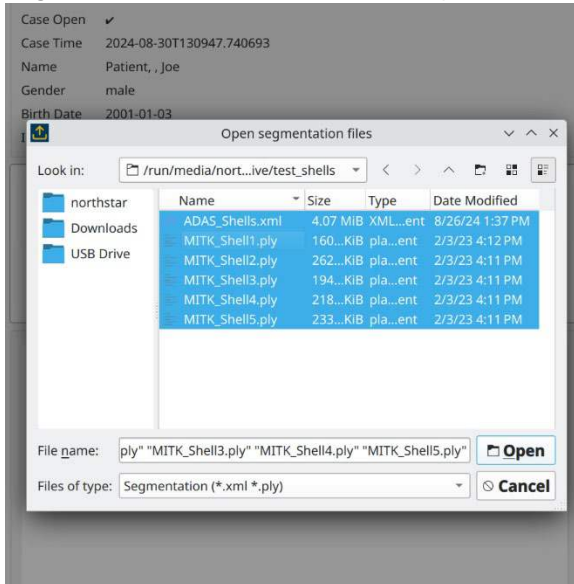 Case Open ✔
Case Time 2024-08-30T130947.740693
Name Patient, , Joe
Gender male
Birth Date 2001-01-03
Open segmentation files
Look in: /run/media/nort...ive/test_shells
northstar
Downloads
USB Drive
Name Size Type Date Modified
ADAS_Shells.xml 4.07 MiB XML...ent 8/26/24 1:37 PM
MITK_Shell1.ply 160...KiB pla...ent 2/3/23 4:12 PM
MITK_Shell2.ply 262...KiB pla...ent 2/3/23 4:11 PM
MITK_Shell3.ply 194...KiB pla...ent 2/3/23 4:11 PM
MITK_Shell4.ply 218...KiB pla...ent 2/3/23 4:11 PM
MITK_Shell5.ply 233...KiB pla...ent 2/3/23 4:11 PM
File name: ply" "MITK_Shell3.ply" "MITK_Shell4.ply" "MITK_Shell5.ply" Open
Files of type: Segmentation (*.xml *.ply) Cancel